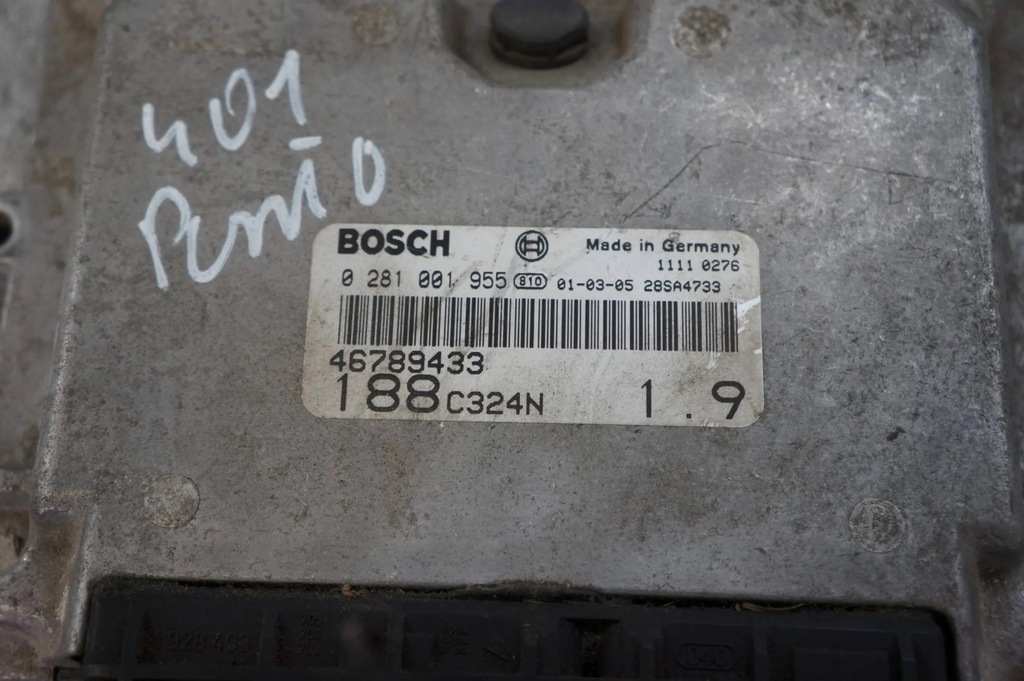 401
Punto
BOSCH Made in Germany
1111 0276
0 281 001 955 810 01-03-05 28SA4733
46789433
188 C324N 1.9